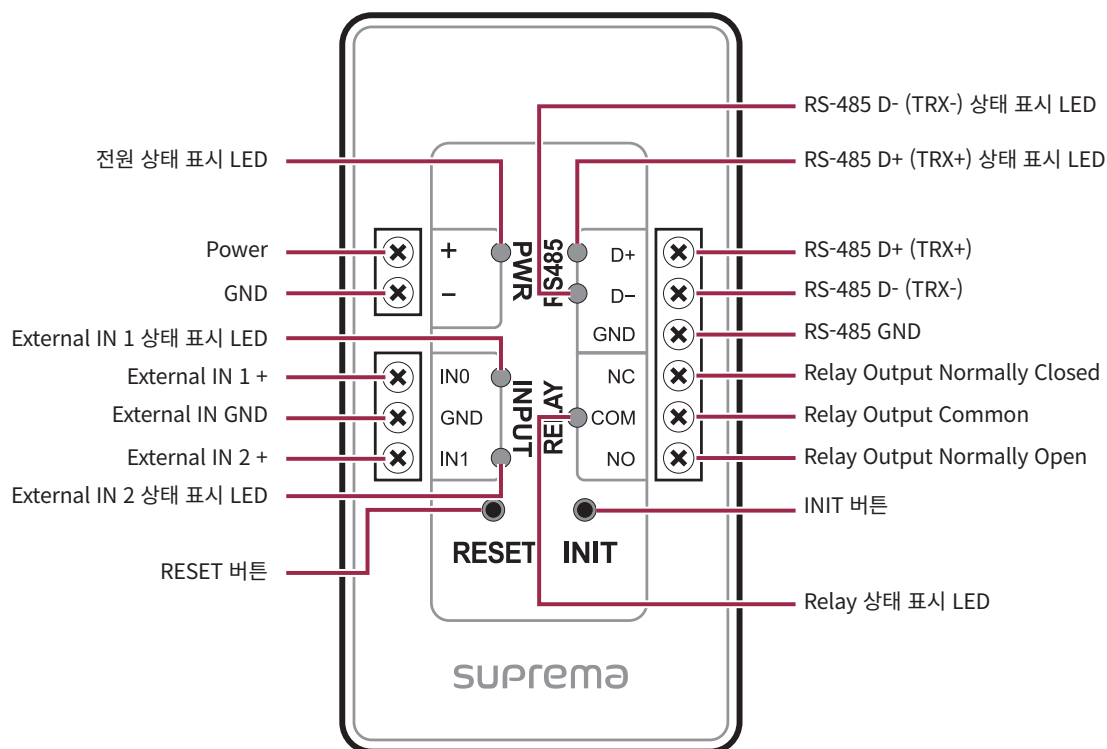 RS-485 D- (TRX-) 상태 표시 LED
전원 상태 표시 LED
RS-485 D+ (TRX+) 상태 표시 LED
Power
+
PWR
RS485
D+
RS-485 D+ (TRX+)
GND
−
D−
RS-485 D- (TRX-)
External IN 1 상태 표시 LED
GND
RS-485 GND
External IN 1 +
IN0
INPUT
RELAY
NC
Relay Output Normally Closed
External IN GND
GND
COM
Relay Output Common
External IN 2 +
IN1
NO
Relay Output Normally Open
External IN 2 상태 표시 LED
INIT 버튼
RESET
INIT
RESET 버튼
Relay 상태 표시 LED
suprema